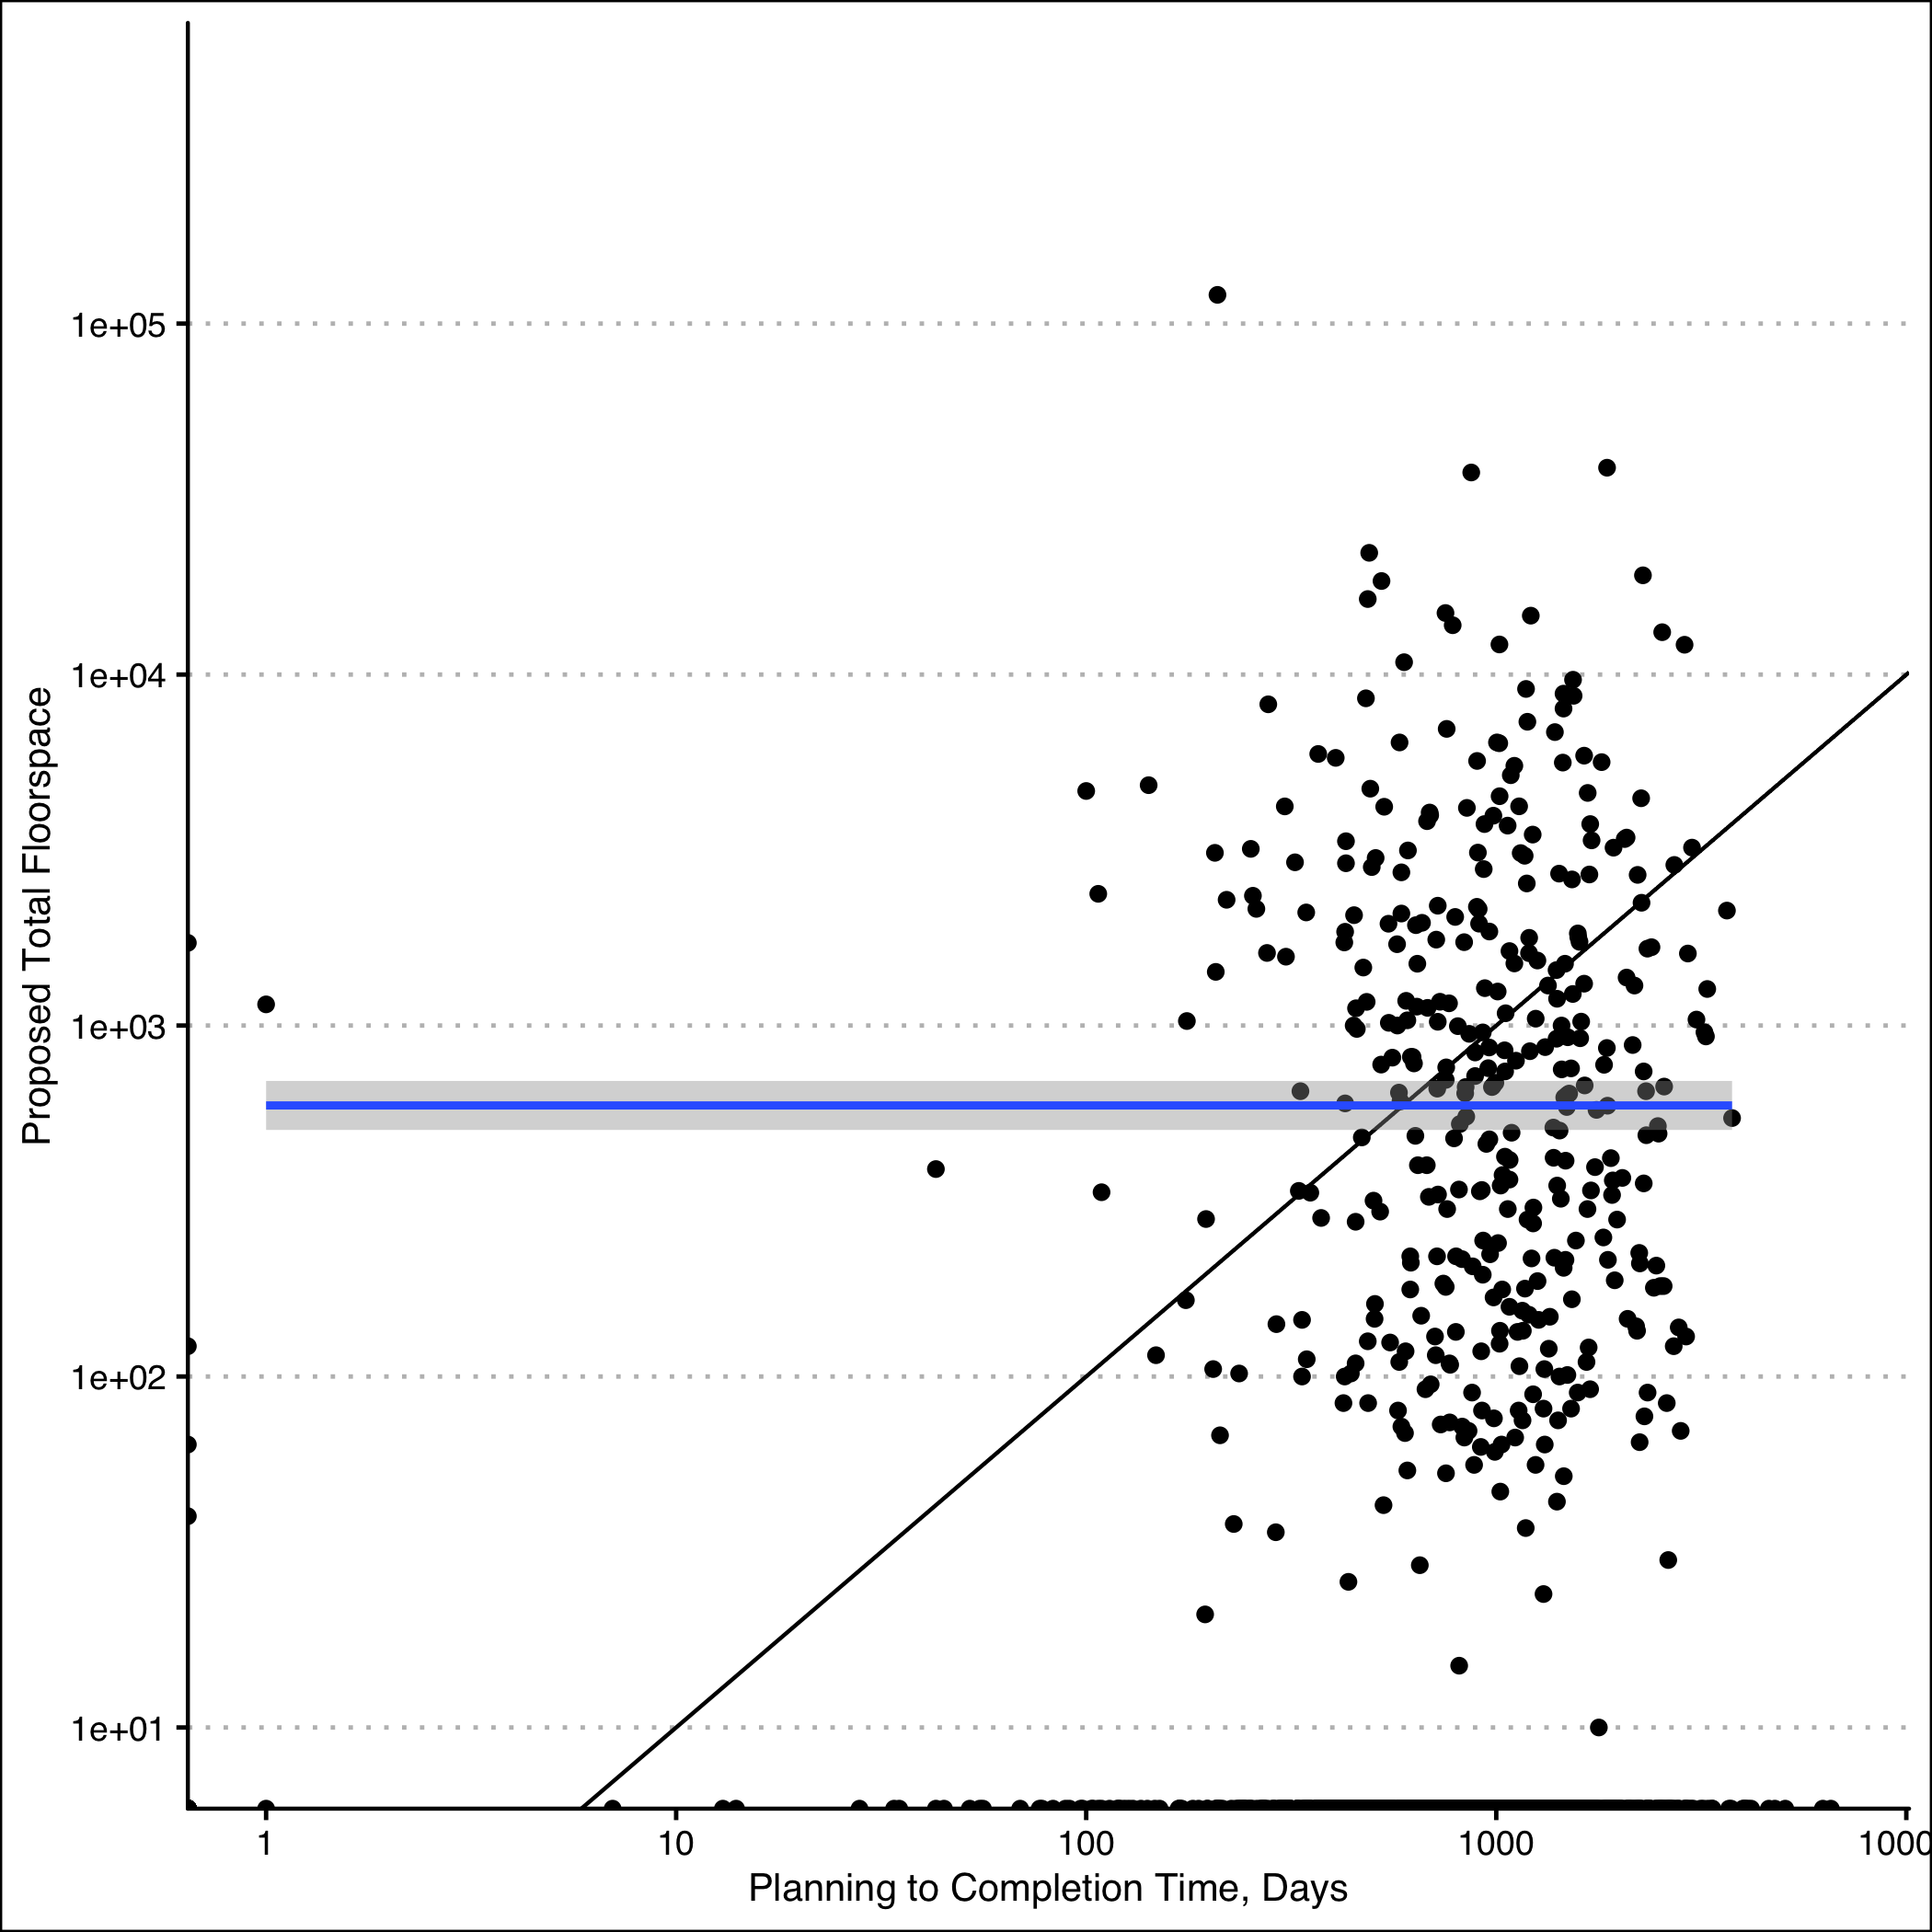 Proposed Total Floorspace
1e+05
1e+04
1e+03
1e+02
1e+01
1 10 100 1000 1000
Planning to Completion Time, Days